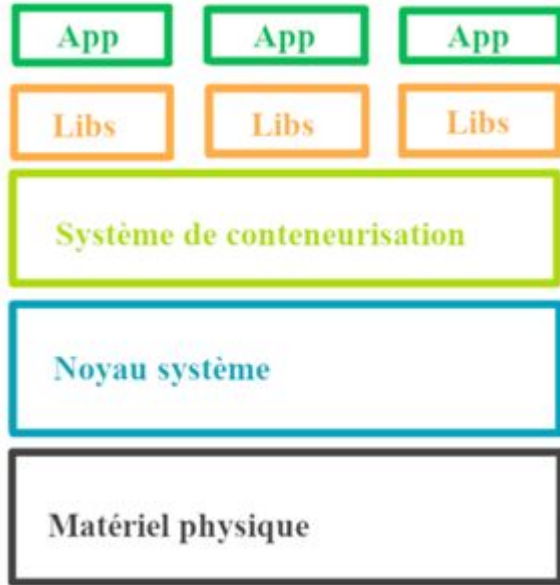 App App App
Libs Libs Libs
Système de conteneurisation
Noyau système
Matériel physique